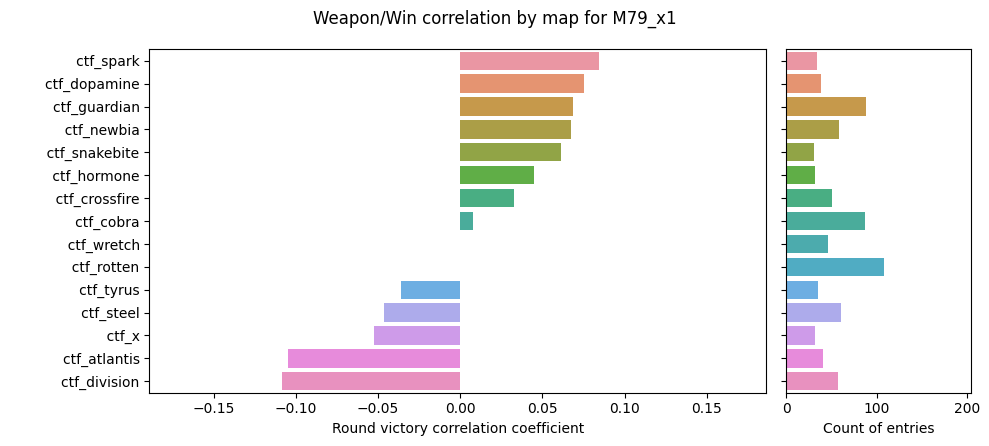 Weapon/Win correlation by map for M79_x1
ctf_spark
ctf_dopamine
ctf_guardian
ctf_newbia
ctf_snakebite
ctf_hormone
ctf_crossfire
ctf_cobra
ctf_wretch
ctf_rotten
ctf_tyrus
ctf_steel
ctf_x
ctf_atlantis
ctf_division
−0.15 −0.10 −0.05 0.00 0.05 0.10 0.15
Round victory correlation coefficient
0 100 200
Count of entries